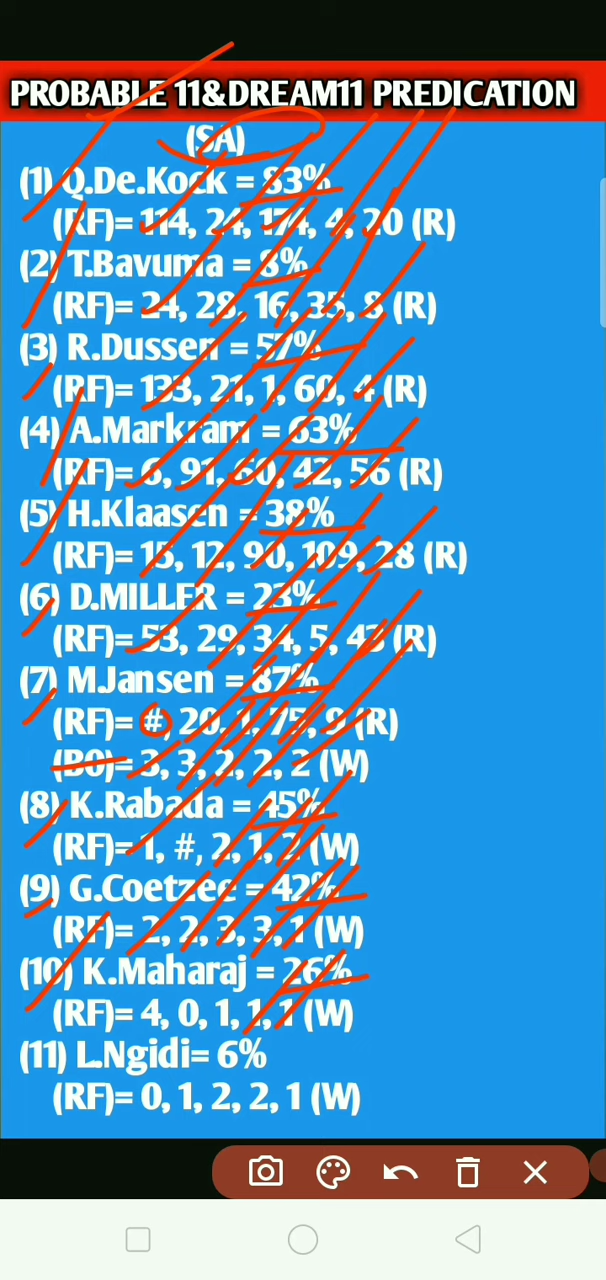 PROBABLE 11&DREAM11 PREDICATION
(SA)
(1) Q.De.Kock = 83%
(RF)= 114, 24, 174, 4, 20 (R)
(2) T.Bavuma = 8%
(RF)= 24, 28, 16, 35, 8 (R)
(3) R.Dussen = 57%
(RF)= 133, 21, 1, 60, 4 (R)
(4) A.Markram = 63%
(RF)= 6, 91, 60, 42, 56 (R)
(5) H.Klaasen = 38%
(RF)= 15, 12, 90, 109, 28 (R)
(6) D.MILLER = 23%
(RF)= 53, 29, 34, 5, 43 (R)
(7) M.Jansen = 87%
(RF)= #, 20, 1, 75, 9 (R)
(BO)= 3, 3, 2, 2, 2 (W)
(8) K.Rabada = 45%
(RF)= 1, #, 2, 1, 2 (W)
(9) G.Coetzee = 42%
(RF)= 2, 2, 3, 3, 1 (W)
(10) K.Maharaj = 26%
(RF)= 4, 0, 1, 1, 1 (W)
(11) L.Ngidi= 6%
(RF)= 0, 1, 2, 2, 1 (W)